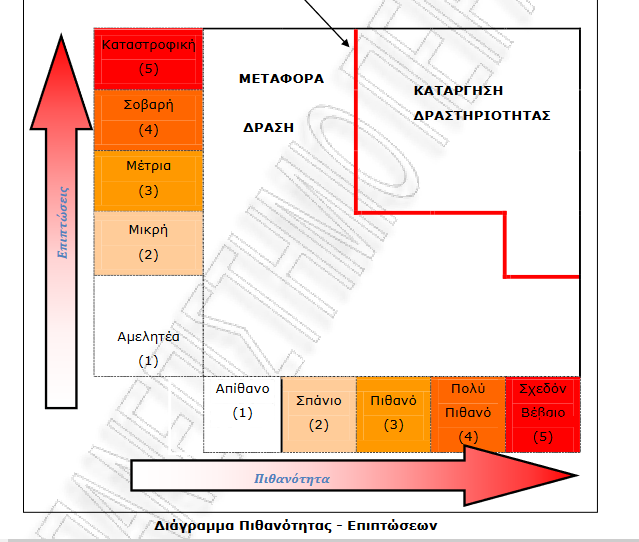 Καταστροφική
(5)
ΜΕΤΑΦΟΡΑ
ΔΡΑΣΗ
ΚΑΤΑΡΓΗΣΗ
ΔΡΑΣΤΗΡΙΟΤΗΤΑΣ
Σοβαρή
(4)
Μέτρια
(3)
Μικρή
(2)
Αμελητέα
(1)
Επιπτώσεις
Απίθανο
(1)
Σπάνιο
(2)
Πιθανό
(3)
Πολύ
Πιθανό
(4)
Σχεδόν
Βέβαιο
(5)
Πιθανότητα
Διάγραμμα Πιθανότητας - Επιπτώσεων